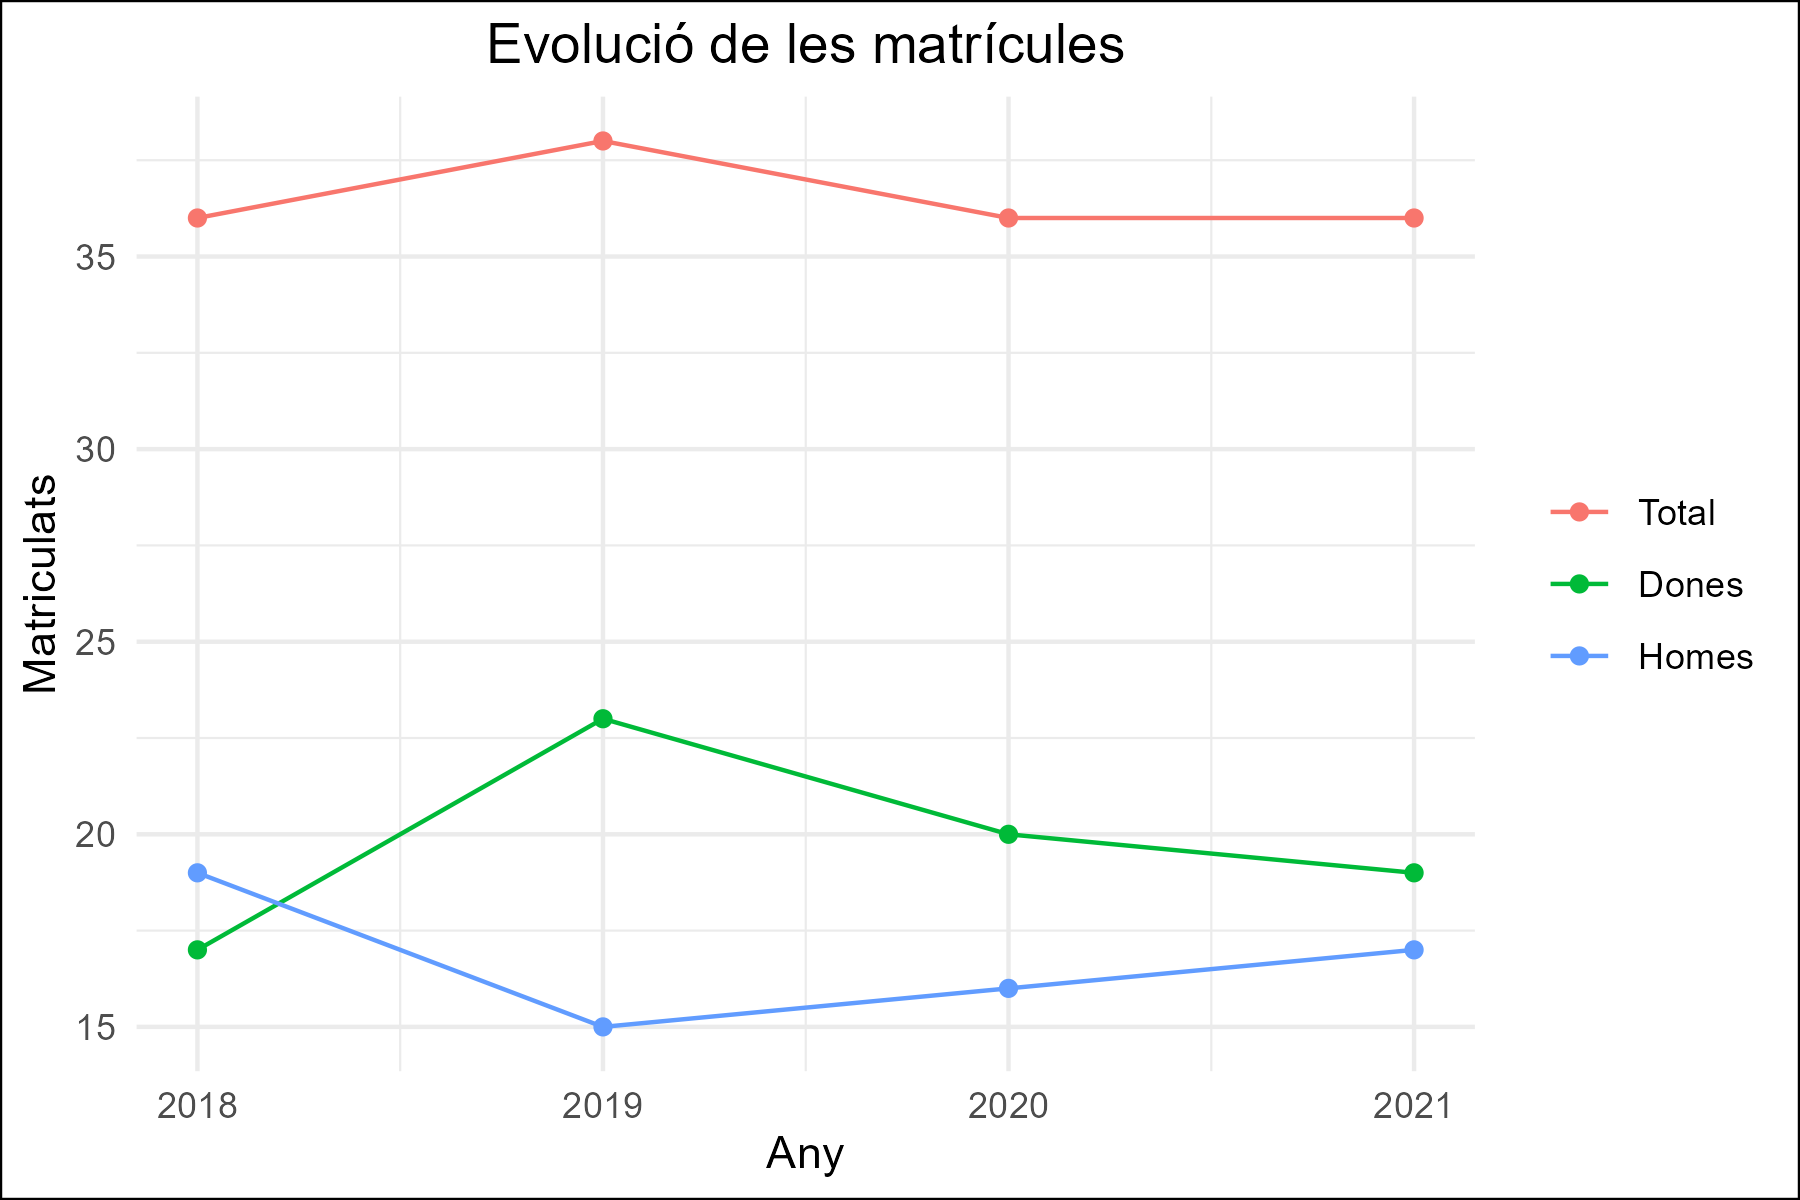 Evolució de les matrícules
35
30
25
20
15
Matriculats
2018 2019 2020 2021
Any
Total
Dones
Homes